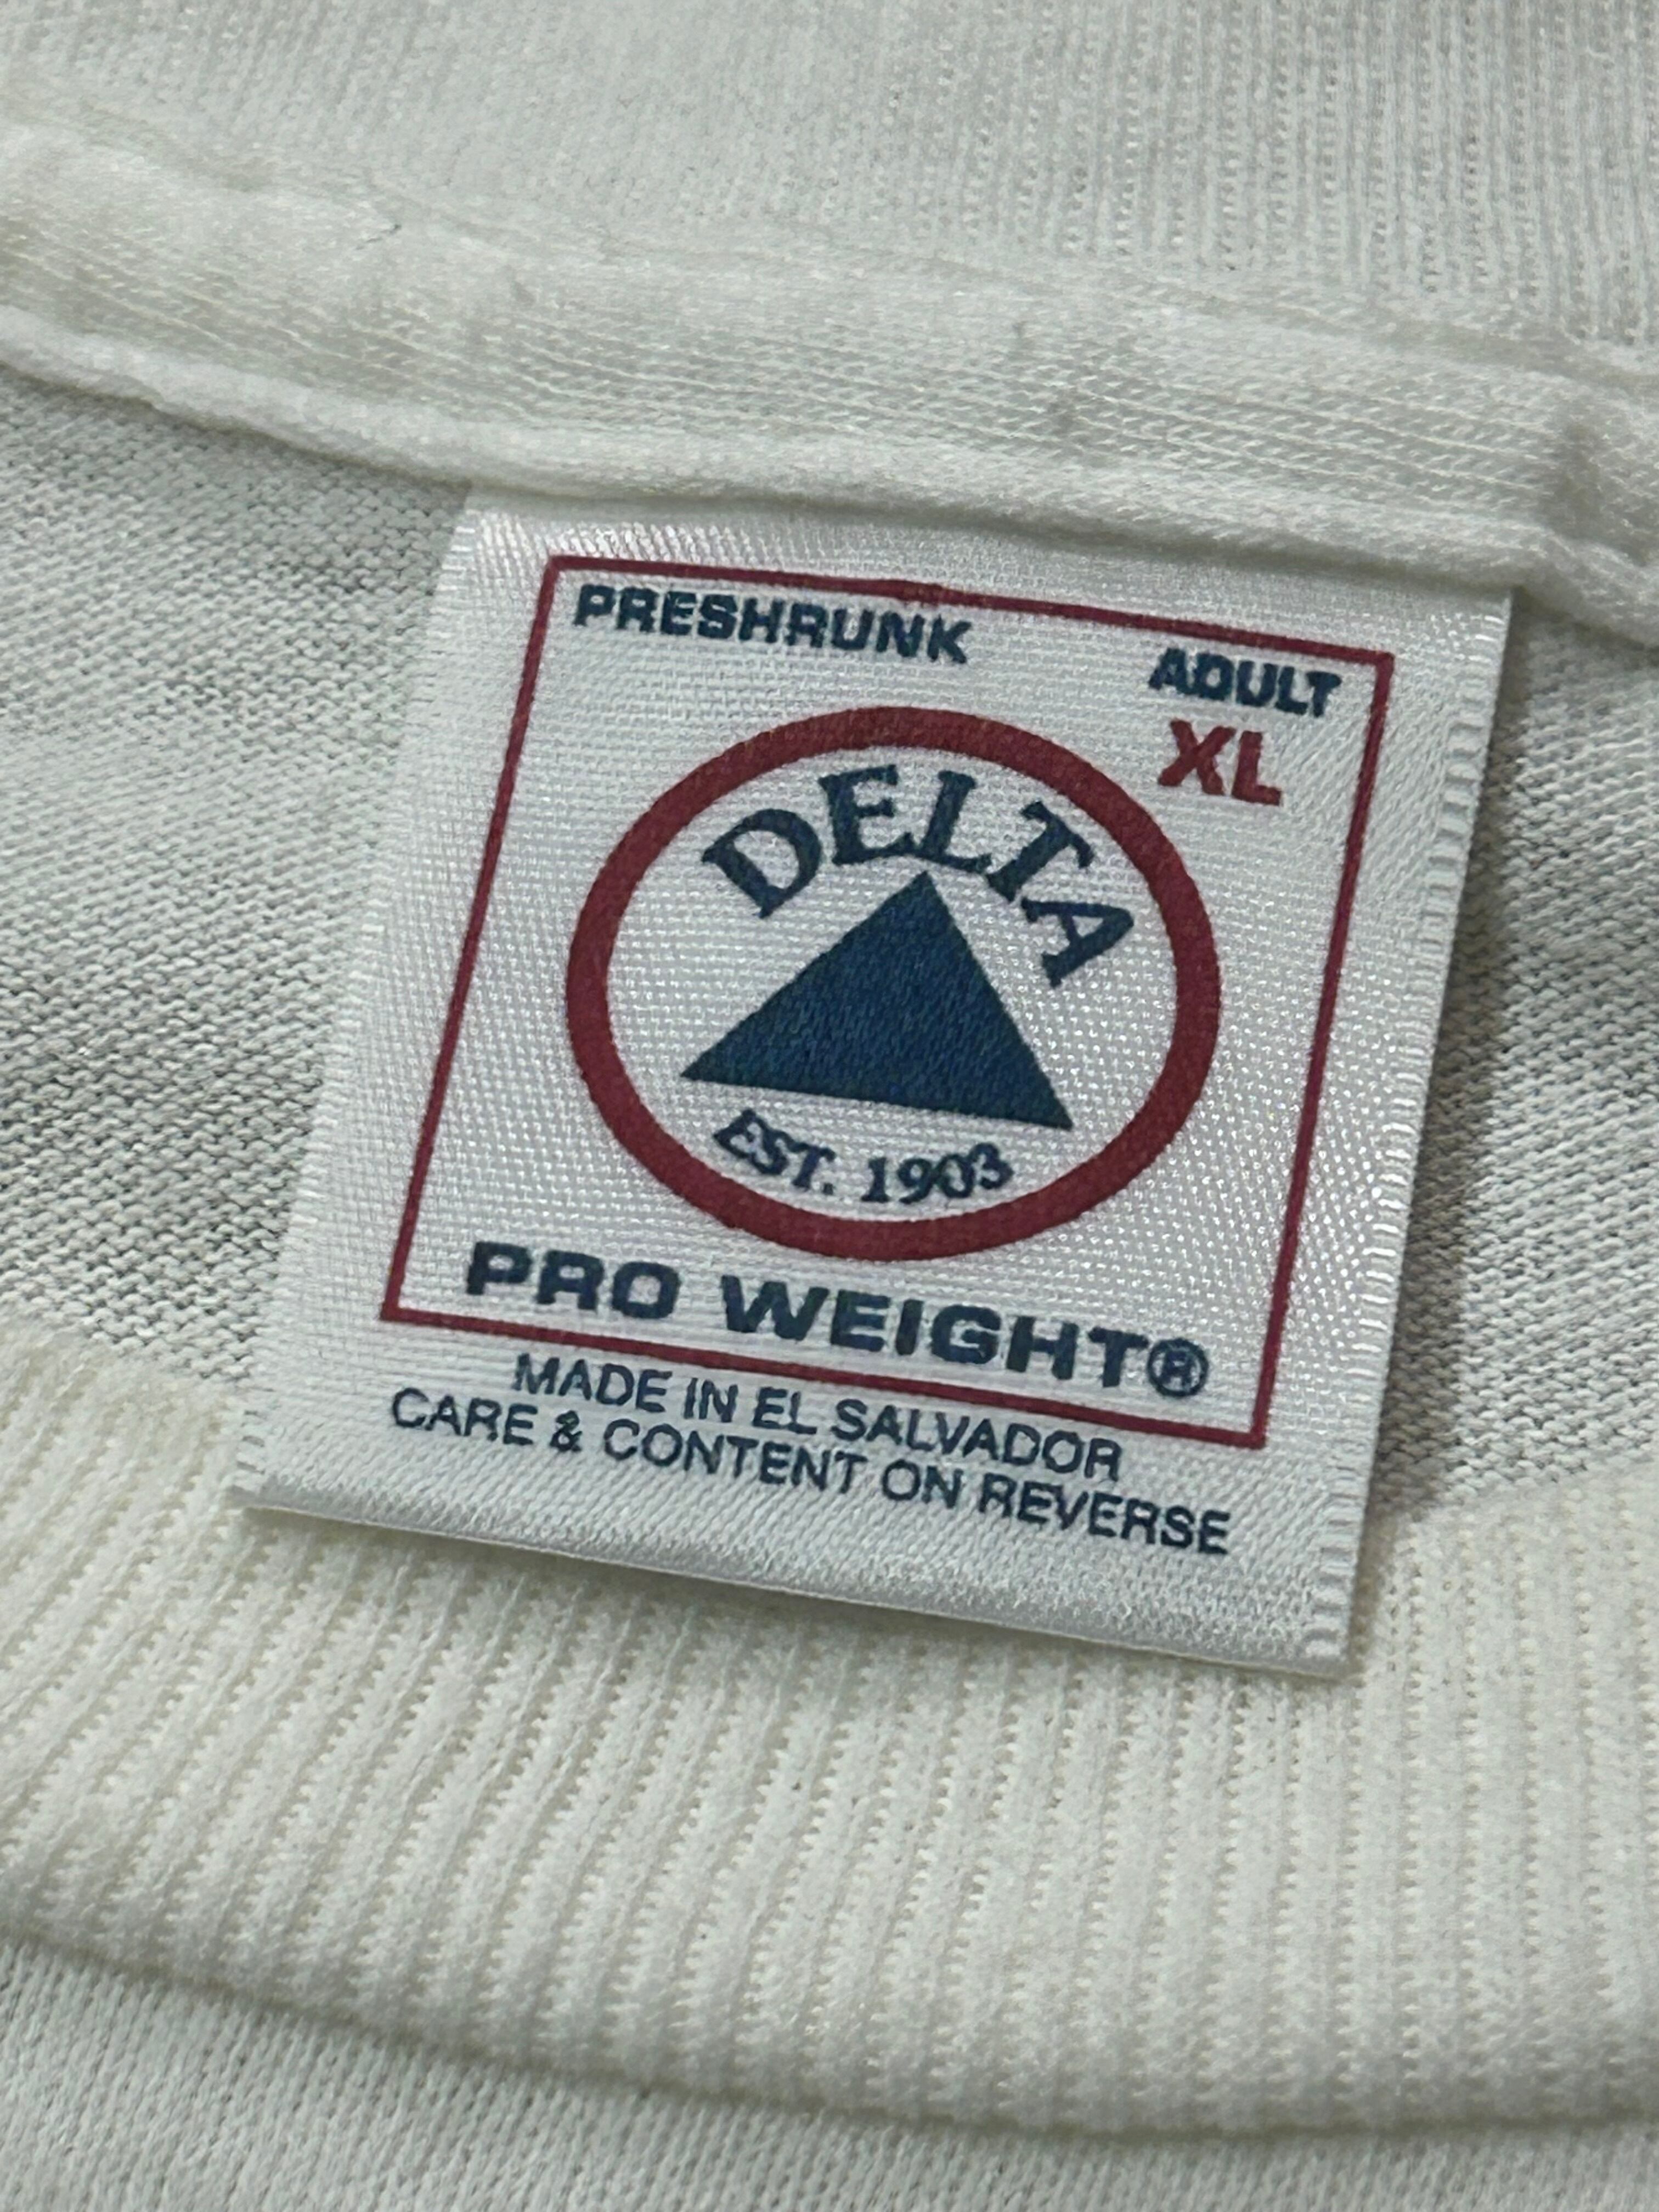 PRESHRUNK
ADULT
XL
DELTA
EST. 1903
PRO WEIGHT®
MADE IN EL SALVADOR
CARE & CONTENT ON REVERSE